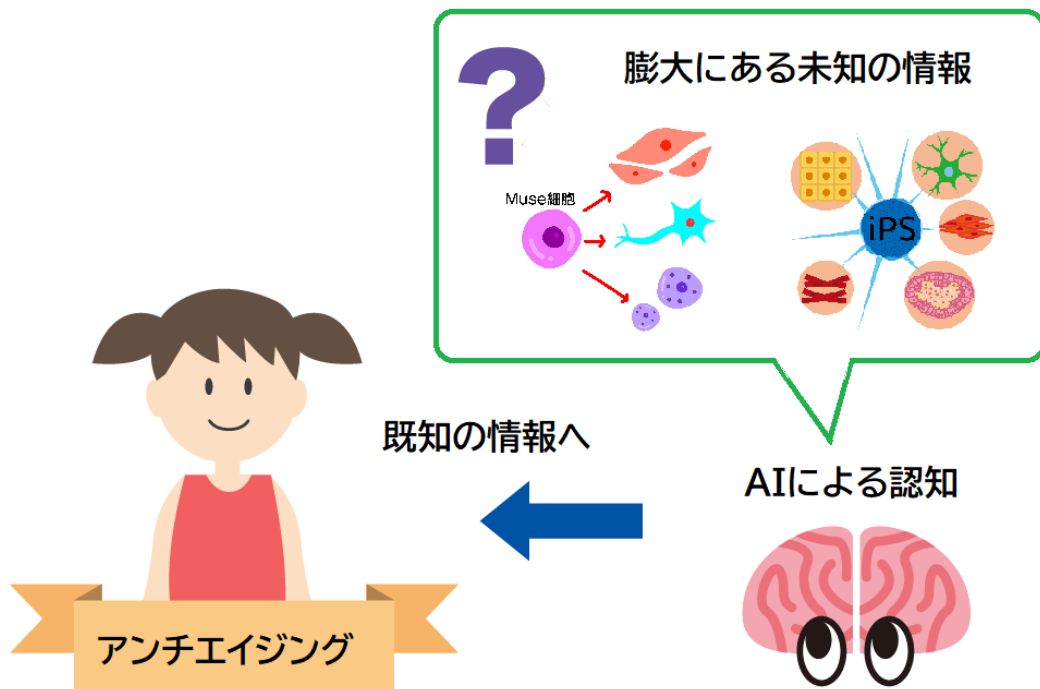 ?
膨大にある未知の情報
Muse細胞
iPS
既知の情報へ
AIによる認知
アンチエイジング